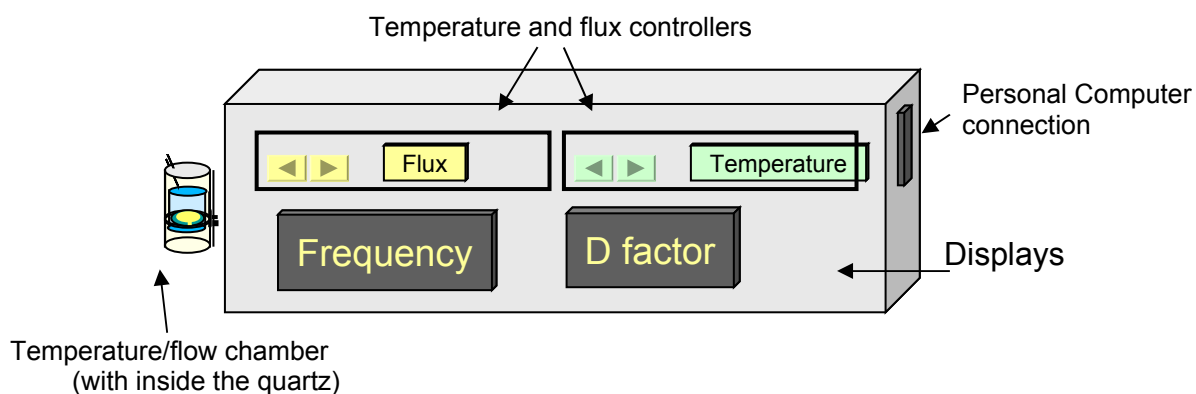 Temperature and flux controllers
Personal Computer
connection
Flux
Temperature
Frequency
D factor
Displays
Temperature/flow chamber
(with inside the quartz)